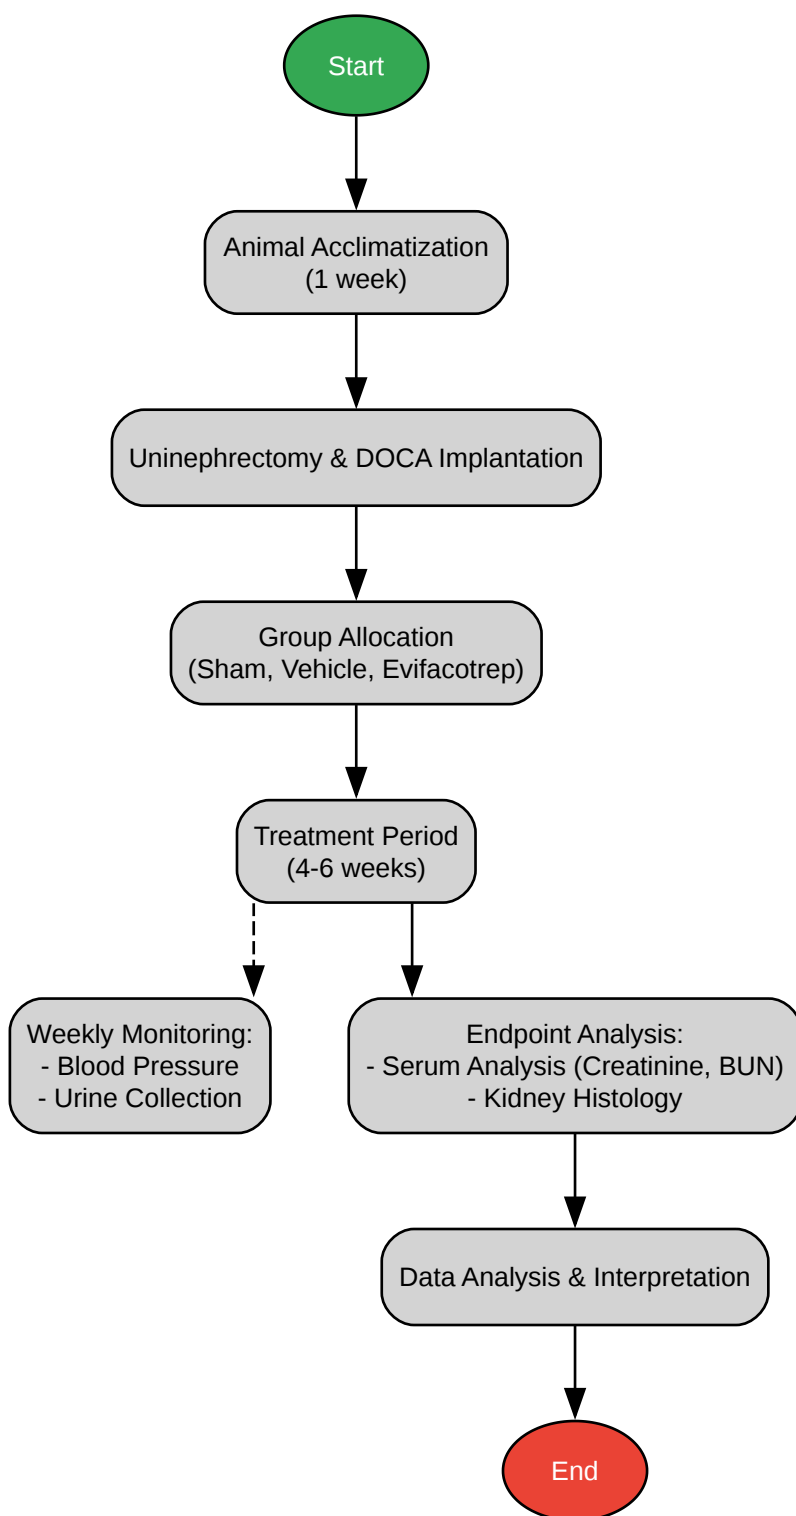 Start
Animal Acclimatization
(1 week)
Uninephrectomy & DOCA Implantation
Group Allocation
(Sham, Vehicle, Evifacotrep)
Treatment Period
(4-6 weeks)
Weekly Monitoring:
- Blood Pressure
- Urine Collection
Endpoint Analysis:
- Serum Analysis (Creatinine, BUN)
- Kidney Histology
Data Analysis & Interpretation
End